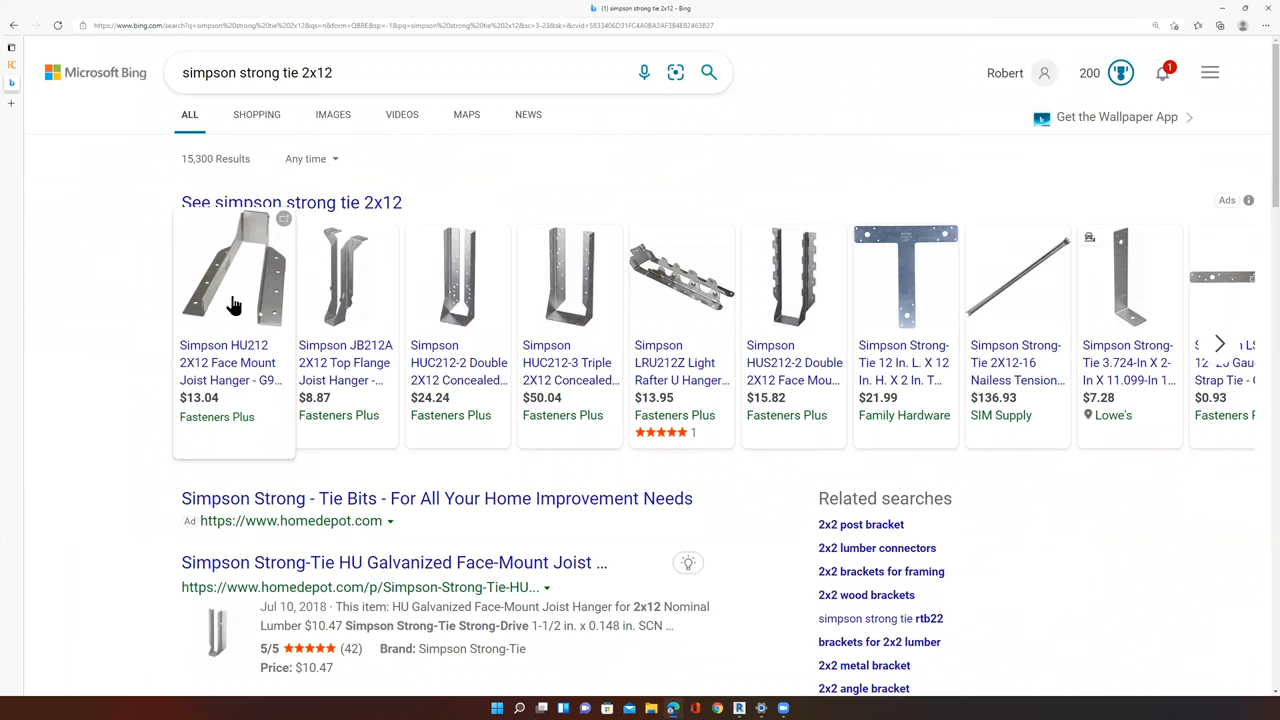 (1) simpson strong tie 2x12 - Bing
https://www.bing.com/search?q=simpson%20strong%20tie%202x12&qs=n&form=QBRE&sp=-1&pq=simpson%20strong%20tie%202x12&sc=3-23&sk=&cvid=5833406D31FC4A0BA3AF3B4E82463B27
Microsoft Bing
simpson strong tie 2x12
Robert
200
1
ALL
SHOPPING
IMAGES
VIDEOS
MAPS
NEWS
Get the Wallpaper App
15,300 Results
Any time
See simpson strong tie 2x12
Ads
Simpson HU212
2X12 Face Mount
Joist Hanger - G9...
$13.04
Fasteners Plus
Simpson JB212A
2X12 Top Flange
Joist Hanger -...
$8.87
Fasteners Plus
Simpson
HUC212-2 Double
2X12 Concealed...
$24.24
Fasteners Plus
Simpson
HUC212-3 Triple
2X12 Concealed...
$50.04
Fasteners Plus
Simpson
LRU212Z Light
Rafter U Hanger...
$13.95
Fasteners Plus
1
Simpson
HUS212-2 Double
2X12 Face Mou...
$15.82
Fasteners Plus
Simpson Strong-
Tie 12 In. L. X 12
In. H. X 2 In. T...
$21.99
Family Hardware
Simpson Strong-
Tie 2X12-16
Nailess Tension...
$136.93
SIM Supply
Simpson Strong-
Tie 3.724-In X 2-
In X 11.099-In 1...
$7.28
Lowe's
Strap Tie -
$0.93
Fasteners
Simpson Strong - Tie Bits - For All Your Home Improvement Needs
Ad https://www.homedepot.com
Simpson Strong-Tie HU Galvanized Face-Mount Joist ...
https://www.homedepot.com/p/Simpson-Strong-Tie-HU...
Jul 10, 2018 · This item: HU Galvanized Face-Mount Joist Hanger for 2x12 Nominal
Lumber $10.47 Simpson Strong-Tie Strong-Drive 1-1/2 in. x 0.148 in. SCN ...
5/5 (42) Brand: Simpson Strong-Tie
Price: $10.47
Related searches
2x2 post bracket
2x2 lumber connectors
2x2 brackets for framing
2x2 wood brackets
simpson strong tie rtb22
brackets for 2x2 lumber
2x2 metal bracket
2x2 angle bracket